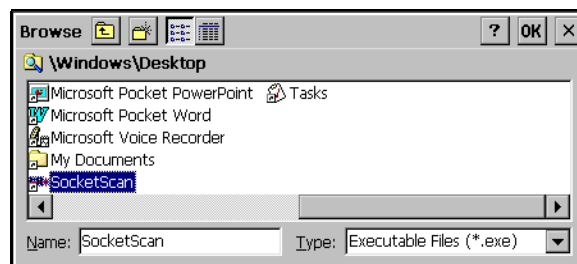 Browse ? OK ×
\Windows\Desktop
Microsoft Pocket PowerPoint Tasks
Microsoft Pocket Word
Microsoft Voice Recorder
My Documents
SocketScan
Name: SocketScan Type: Executable Files (*.exe)